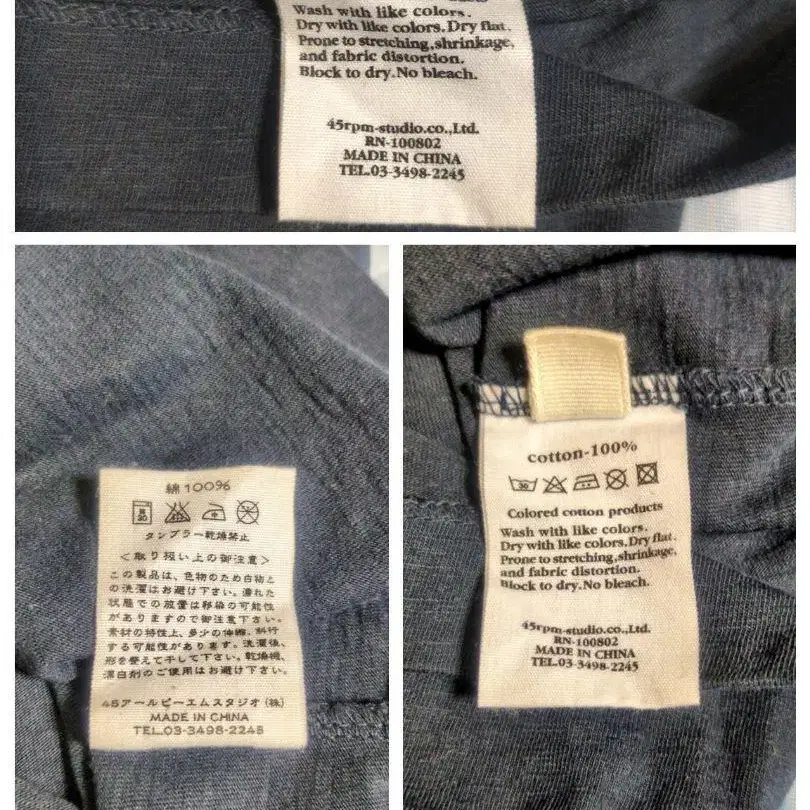 Wash with like colors.
Dry with like colors. Dry flat.
Prone to stretching,shrinkage,
and fabric distortion.
Block to dry.No bleach.
45rpm-studio.co.,Ltd.
RN-100802
MADE IN CHINA
TEL.03-3498-2245
綿100%
タンブラー乾燥禁止
<取り扱い上の御注意>
この製品は、色物のため白物と
の洗濯はお避け下さい。濡れた
状態での放置は移染の可能性
がありますので御注意下さい。
素材の特性上、多少の伸縮、斜行
する可能性があります。洗濯後、
形を整えて干して下さい。乾燥機、
漂白剤のご使用はお避け下さい。
45アールピーエムスタジオ(株)
MADE IN CHINA
TEL.03-3498-2245
cotton-100%
30
Colored cotton products
Wash with like colors.
Dry with like colors. Dry flat.
Prone to stretching,shrinkage,
and fabric distortion.
Block to dry.No bleach.
45rpm-studio.co.,Ltd.
RN-100802
MADE IN CHINA
TEL.03-3498-2245